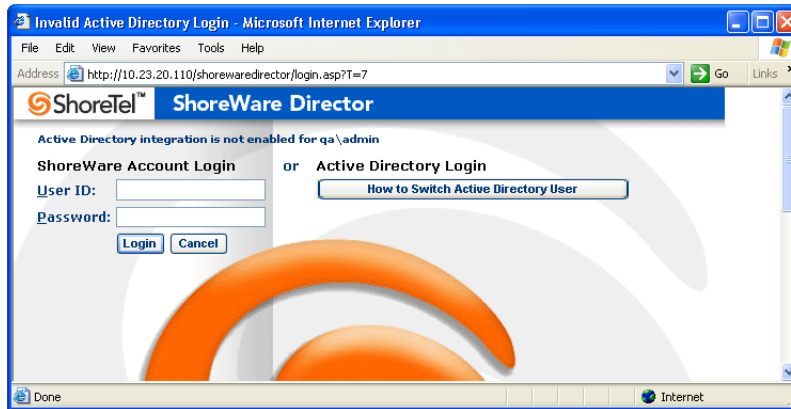 Invalid Active Directory Login - Microsoft Internet Explorer
File Edit View Favorites Tools Help
Address http://10.23.20.110/shorewaredirector/login.asp?T=7 Go Links
ShoreTel™ ShoreWare Director
Active Directory integration is not enabled for qa\admin
ShoreWare Account Login or Active Directory Login
User ID: How to Switch Active Directory User
Password:
Login Cancel
Done Internet